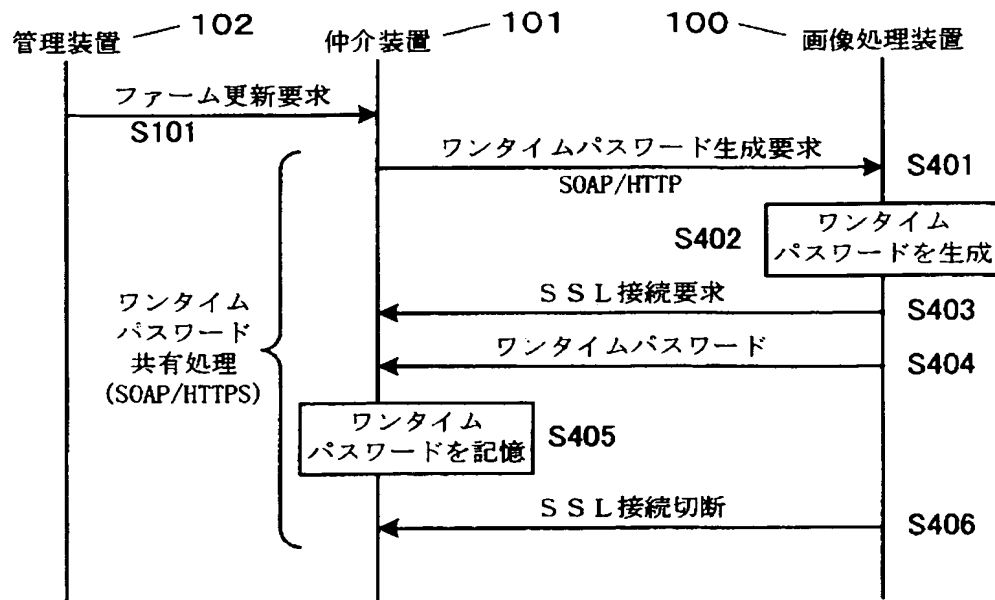 管理装置 102
仲介装置 101
100 画像処理装置
ファーム更新要求
S101
ワンタイムパスワード生成要求
SOAP/HTTP
S401
S402
ワンタイム
パスワードを生成
ワンタイム
パスワード
共有処理
(SOAP/HTTPS)
ＳＳＬ接続要求
S403
ワンタイムパスワード
S404
ワンタイム
パスワードを記憶
S405
ＳＳＬ接続切断
S406